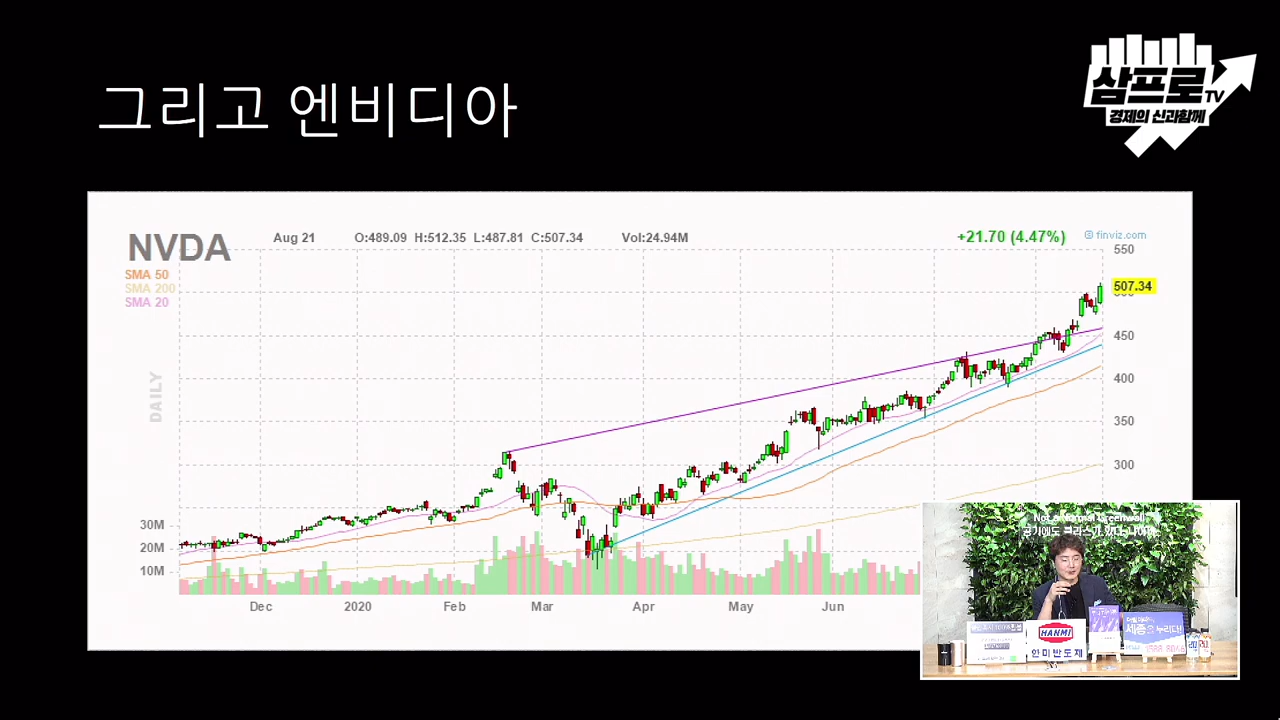 그리고 엔비디아
삼프로TV
경제의 신과함께
NVDA
Aug 21 O:489.09 H:512.35 L:487.81 C:507.34 Vol:24.94M +21.70 (4.47%) finviz.com
SMA 50
SMA 200
SMA 20
DAILY
550
507.34
500
450
400
350
300
30M
20M
10M
Dec 2020 Feb Mar Apr May Jun
HANMI
한미반도체